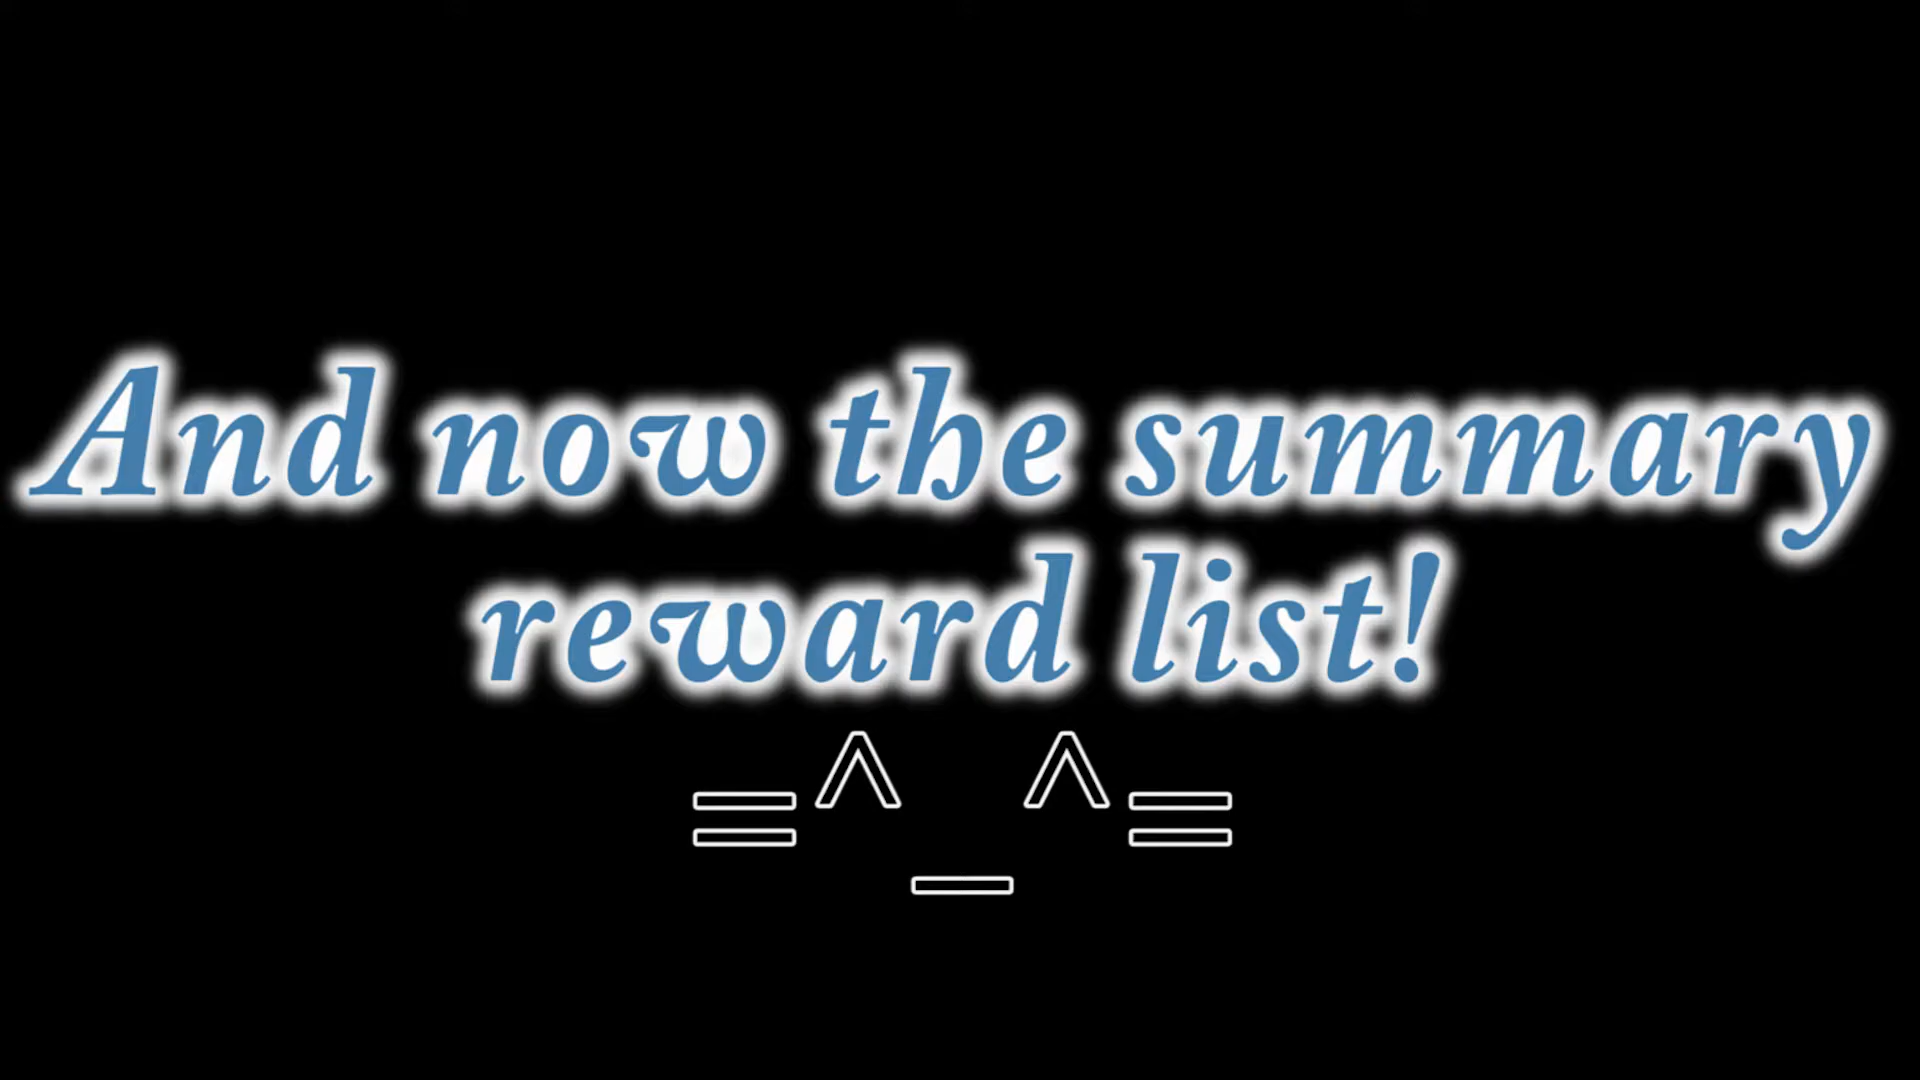 And now the summary
reward list!
=^_^=